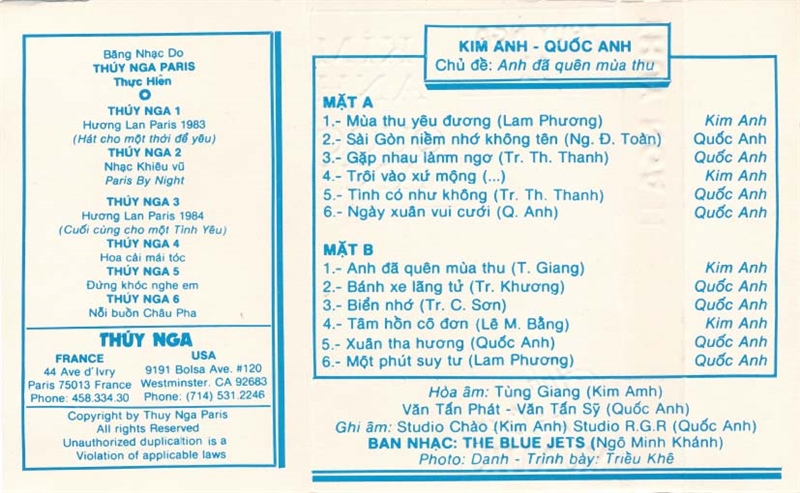 Băng Nhạc Do
THÚY NGA PARIS
Thực Hiện
THÚY NGA 1
Hương Lan Paris 1983
(Hát cho một thời để yêu)
THÚY NGA 2
Nhạc Khiêu vũ
Paris By Night
THÚY NGA 3
Hương Lan Paris 1984
(Cuối cùng cho một Tình Yêu)
THÚY NGA 4
Hoa cải mái tóc
THÚY NGA 5
Đừng khóc nghe em
THÚY NGA 6
Nỗi buồn Châu Pha
THÚY NGA
FRANCE
44 Ave d'Ivry
Paris 75013 France
Phone: 458.334.30
USA
9191 Bolsa Ave. #120
Westminster. CA 92683
Phone: (714) 531.2246
Copyright by Thuy Nga Paris
All rights Reserved
Unauthorized duplication is a
Violation of applicable laws
KIM ANH - QUỐC ANH
Chủ đề: Anh đã quên mùa thu
MẶT A
1.- Mùa thu yêu đương (Lam Phương) Kim Anh
2.- Sài Gòn niềm nhớ không tên (Ng. Đ. Toàn) Quốc Anh
3.- Gặp nhau lànm ngơ (Tr. Th. Thanh) Quốc Anh
4.- Trôi vào xứ mộng (...) Kim Anh
5.- Tình có như không (Tr. Th. Thanh) Quốc Anh
6.- Ngày xuân vui cưới (Q. Anh) Quốc Anh
MẶT B
1.- Anh đã quên mùa thu (T. Giang) Kim Anh
2.- Bánh xe lãng tử (Tr. Khương) Quốc Anh
3.- Biển nhớ (Tr. C. Sơn) Quốc Anh
4.- Tâm hồn cô đơn (Lê M. Bằng) Kim Anh
5.- Xuân tha hương (Quốc Anh) Quốc Anh
6.- Một phút suy tư (Lam Phương) Quốc Anh
Hòa âm: Tùng Giang (Kim Amh)
Văn Tấn Phát - Văn Tấn Sỹ (Quốc Anh)
Ghi âm: Studio Chào (Kim Anh) Studio R.G.R (Quốc Anh)
BAN NHẠC: THE BLUE JETS (Ngô Minh Khánh)
Photo: Danh - Trình bày: Triều Khê